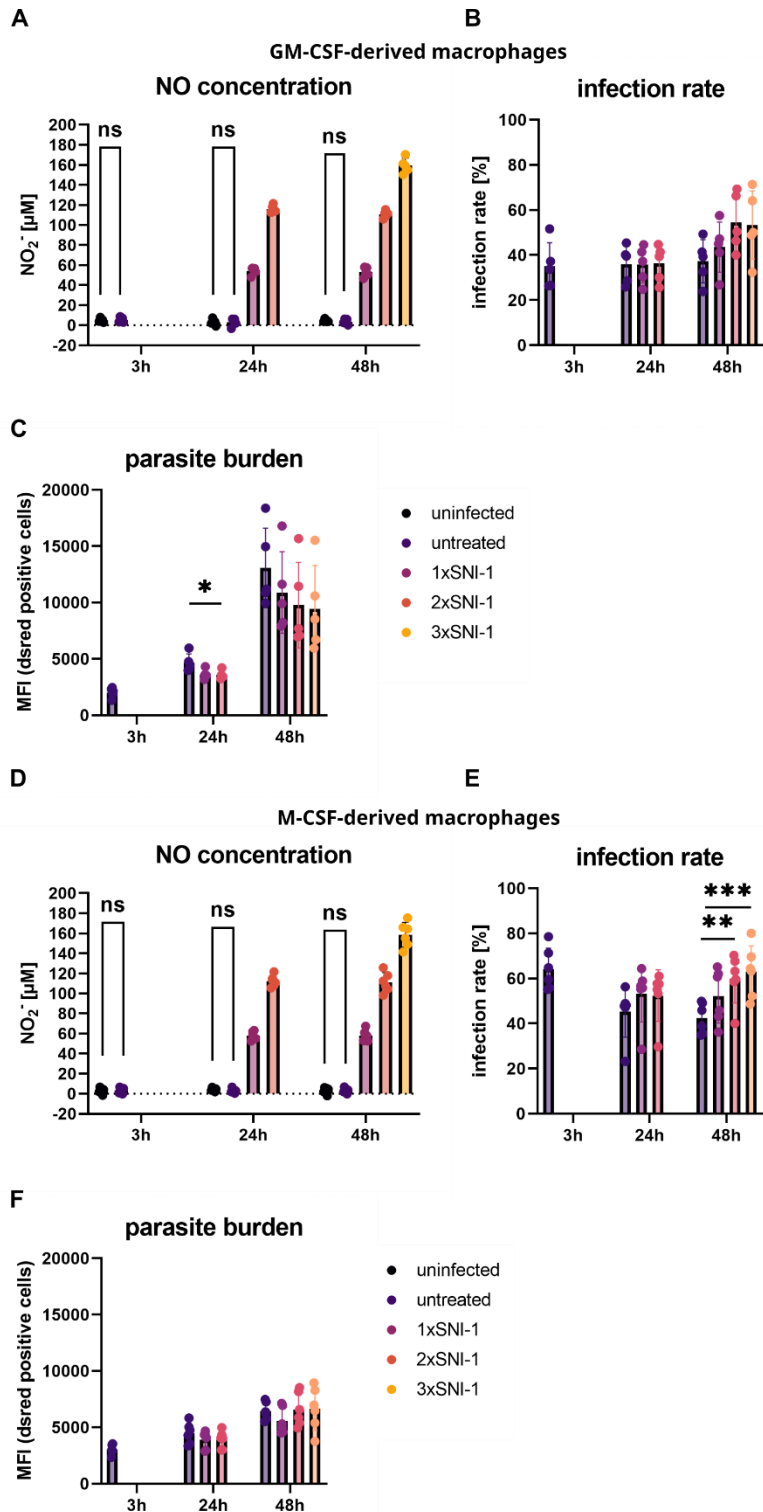 A
B
GM-CSF-derived macrophages
NO concentration
infection rate
NO₂⁻ [µM]
200
180
160
140
120
100
80
60
40
20
0
-20
ns
ns
ns
3h
24h
48h
infection rate [%]
100
80
60
40
20
0
3h
24h
48h
C
parasite burden
MFI (dsred positive cells)
20000
15000
10000
5000
0
*
3h
24h
48h
uninfected
untreated
1xSNI-1
2xSNI-1
3xSNI-1
D
E
M-CSF-derived macrophages
NO concentration
infection rate
NO₂⁻ [µM]
200
180
160
140
120
100
80
60
40
20
0
-20
ns
ns
ns
3h
24h
48h
infection rate [%]
100
80
60
40
20
0
***
**
3h
24h
48h
F
parasite burden
MFI (dsred positive cells)
20000
15000
10000
5000
0
3h
24h
48h
uninfected
untreated
1xSNI-1
2xSNI-1
3xSNI-1